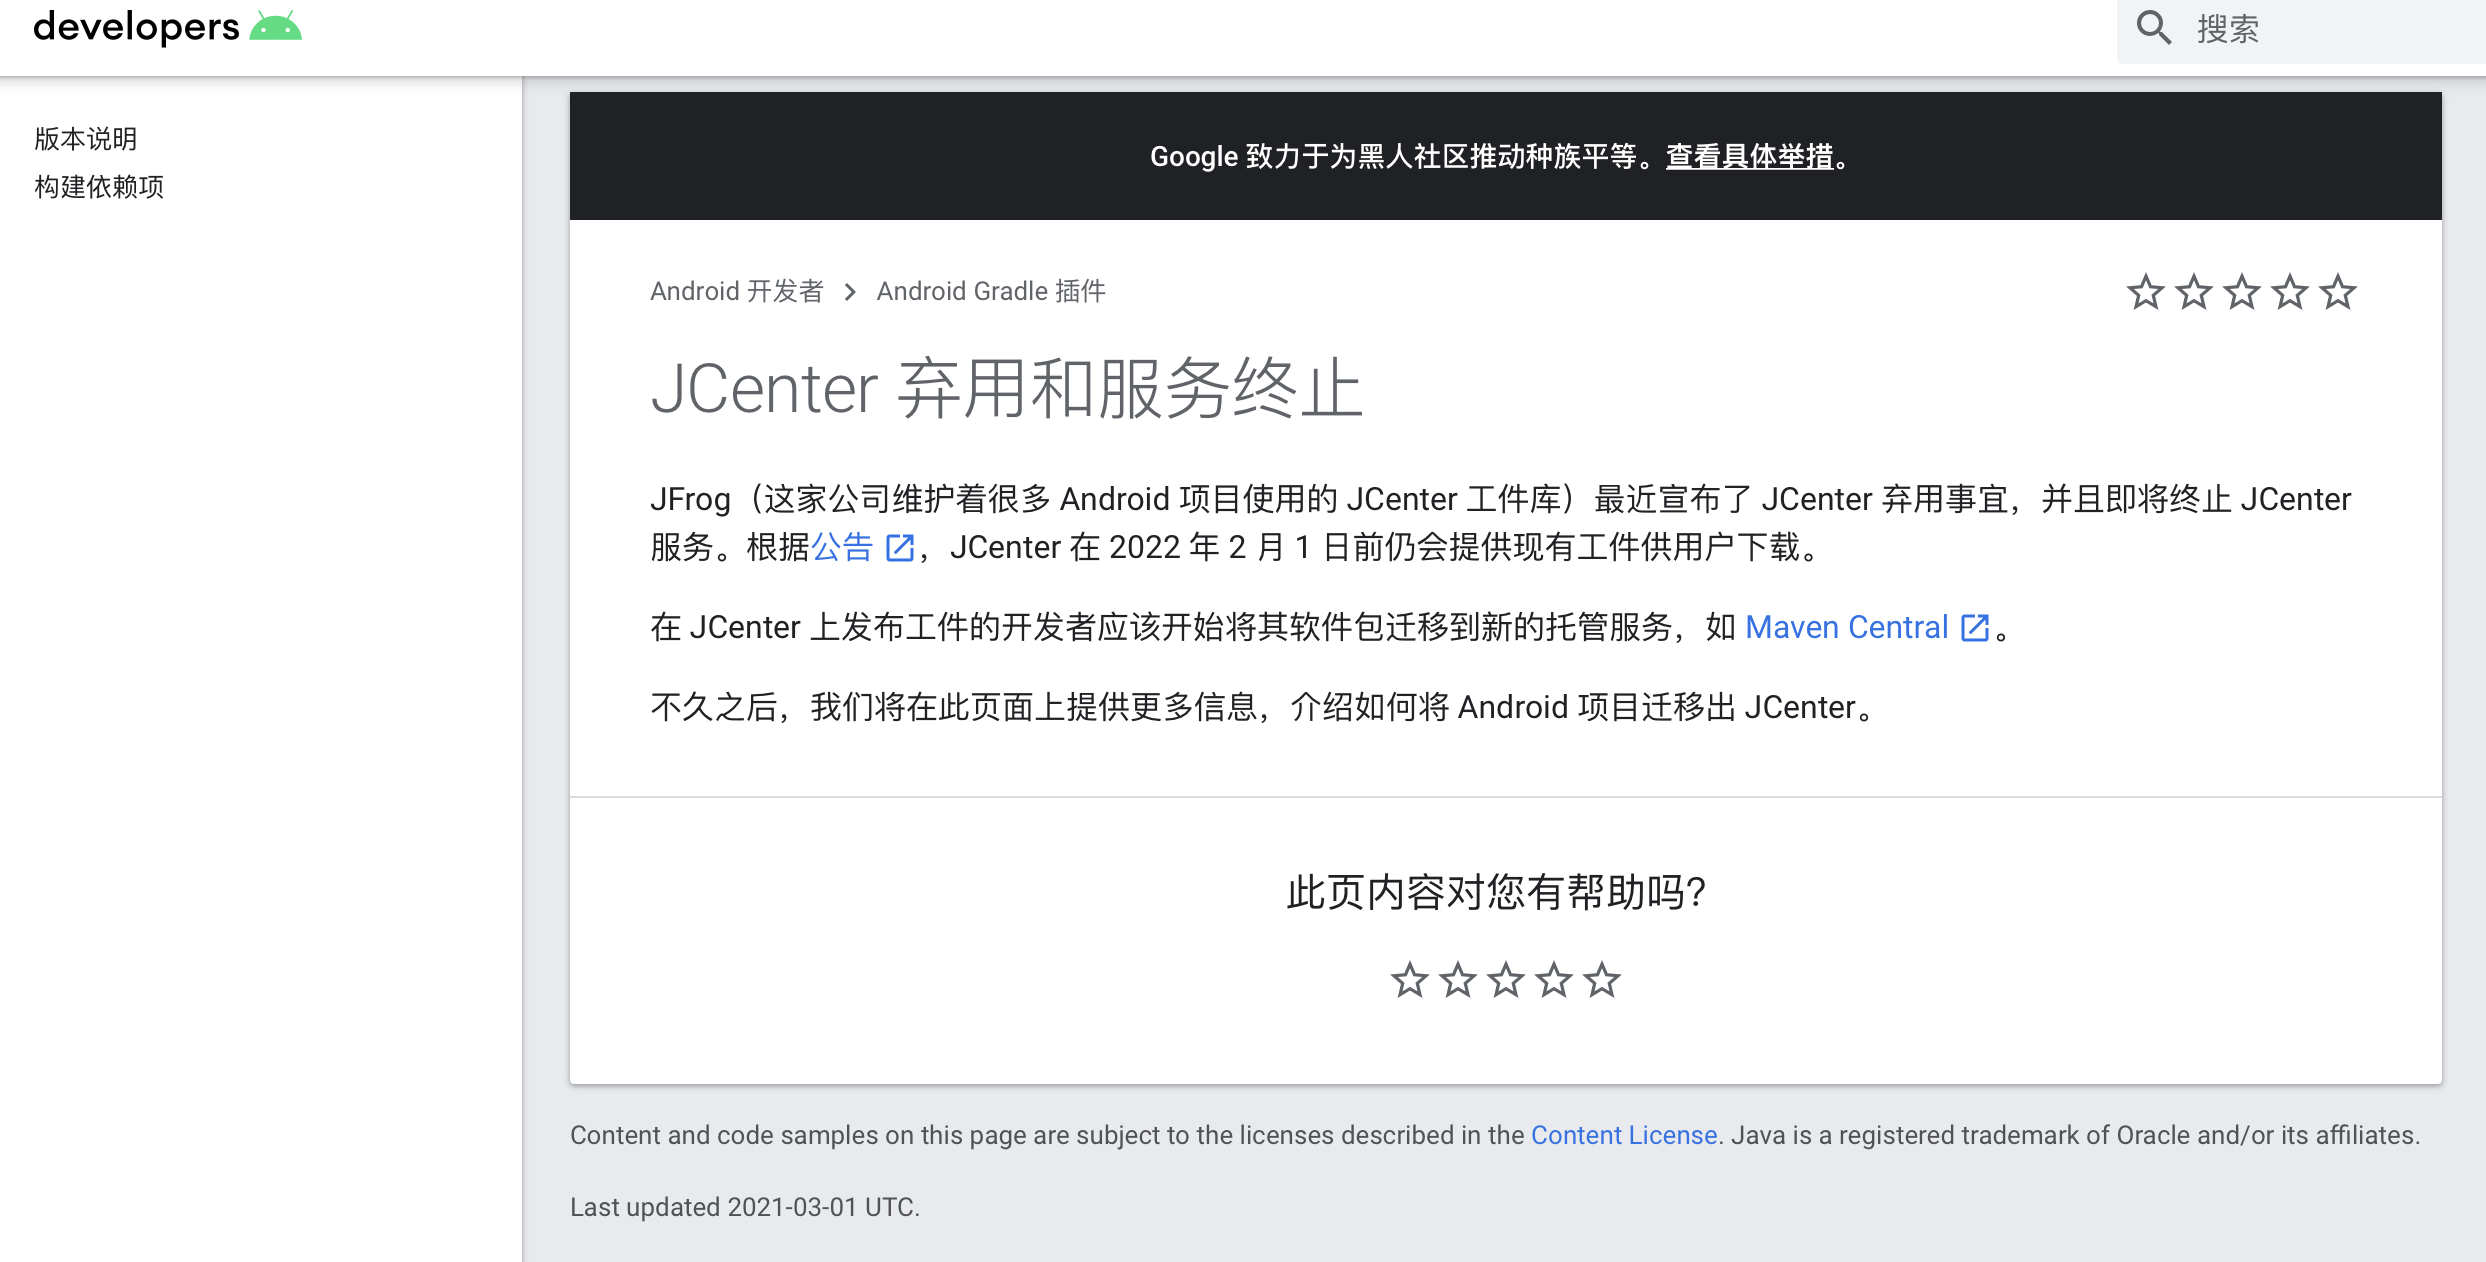 developers
搜索
版本说明
构建依赖项
Google 致力于为黑人社区推动种族平等。查看具体举措。
Android 开发者 > Android Gradle 插件
JCenter 弃用和服务终止
JFrog（这家公司维护着很多 Android 项目使用的 JCenter 工件库）最近宣布了 JCenter 弃用事宜，并且即将终止 JCenter
服务。根据公告，JCenter 在 2022 年 2 月 1 日前仍会提供现有工件供用户下载。
在 JCenter 上发布工件的开发者应该开始将其软件包迁移到新的托管服务，如 Maven Central。
不久之后，我们将在此页面上提供更多信息，介绍如何将 Android 项目迁移出 JCenter。
此页内容对您有帮助吗？
Content and code samples on this page are subject to the licenses described in the Content License. Java is a registered trademark of Oracle and/or its affiliates.
Last updated 2021-03-01 UTC.